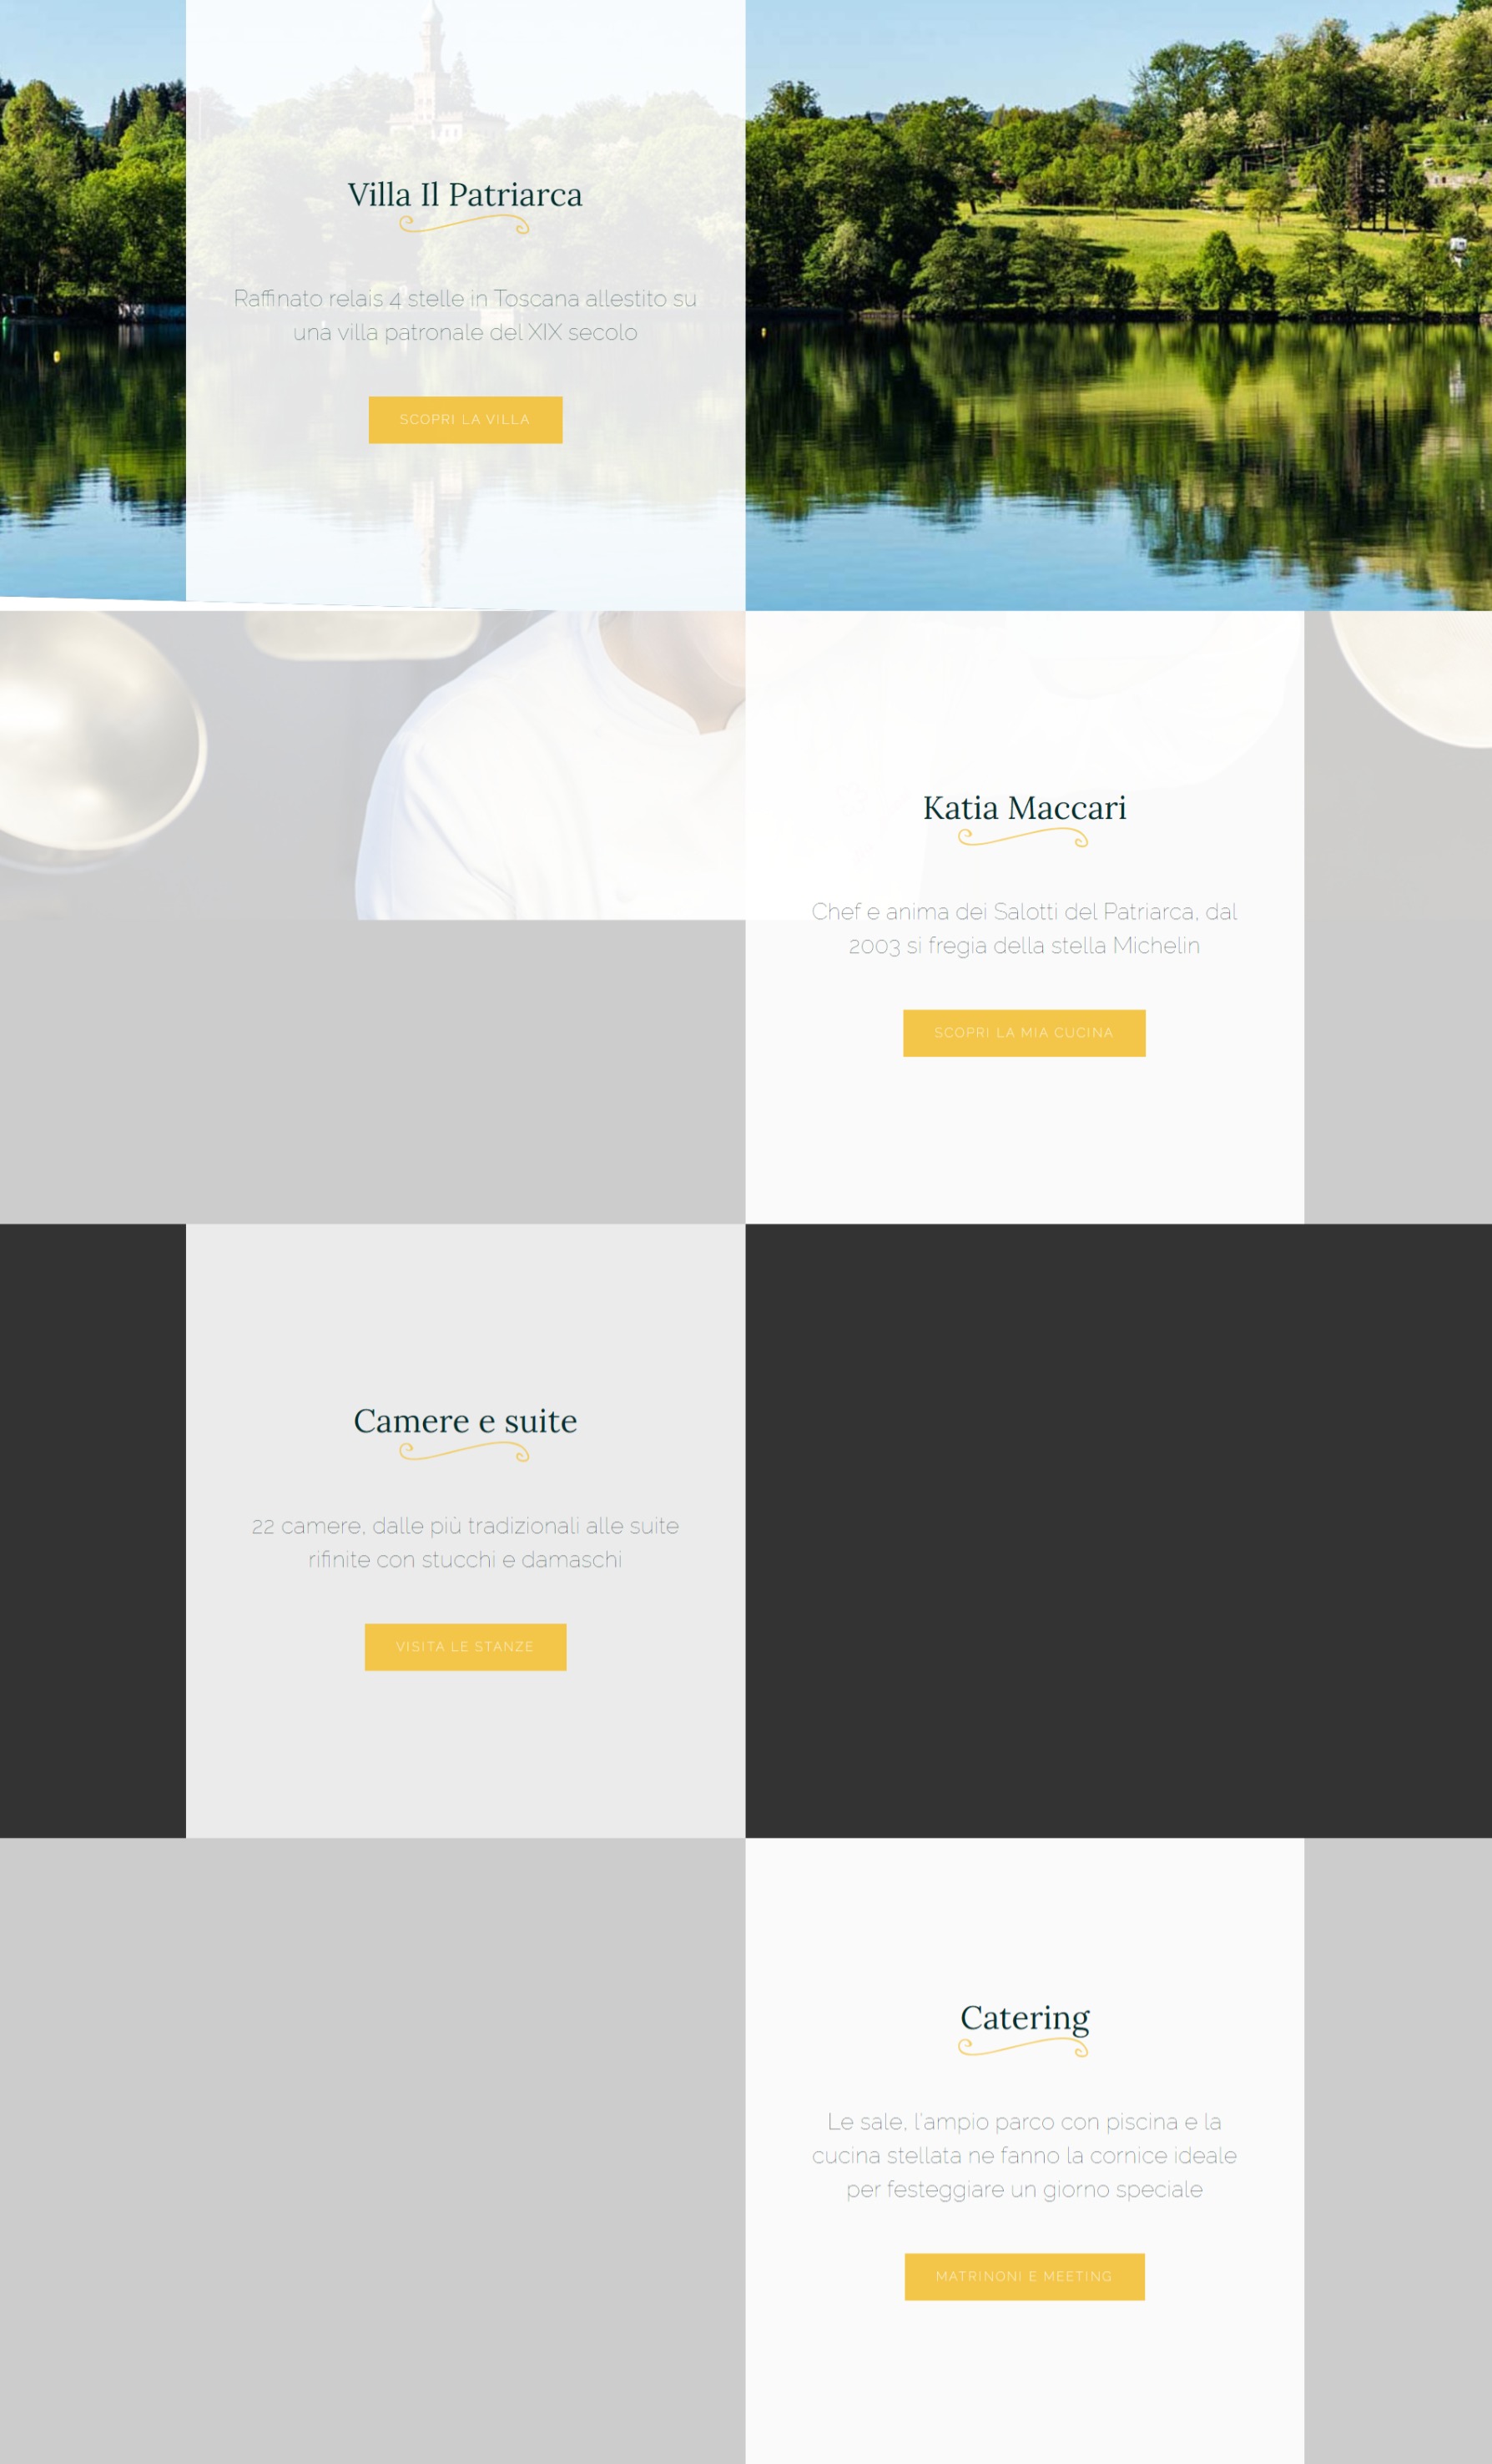 Villa Il Patriarca
Raffinato relais 4 stelle in Toscana allestito su
una villa patronale del XIX secolo
SCOPRI LA VILLA
Katia Maccari
Chef e anima dei Salotti del Patriarca, dal
2003 si fregia della stella Michelin
SCOPRI LA MIA CUCINA
Camere e suite
22 camere, dalle più tradizionali alle suite
rifinite con stucchi e damaschi
VISITA LE STANZE
Catering
Le sale, l'ampio parco con piscina e la
cucina stellata ne fanno la cornice ideale
per festeggiare un giorno speciale
MATRINONI E MEETING